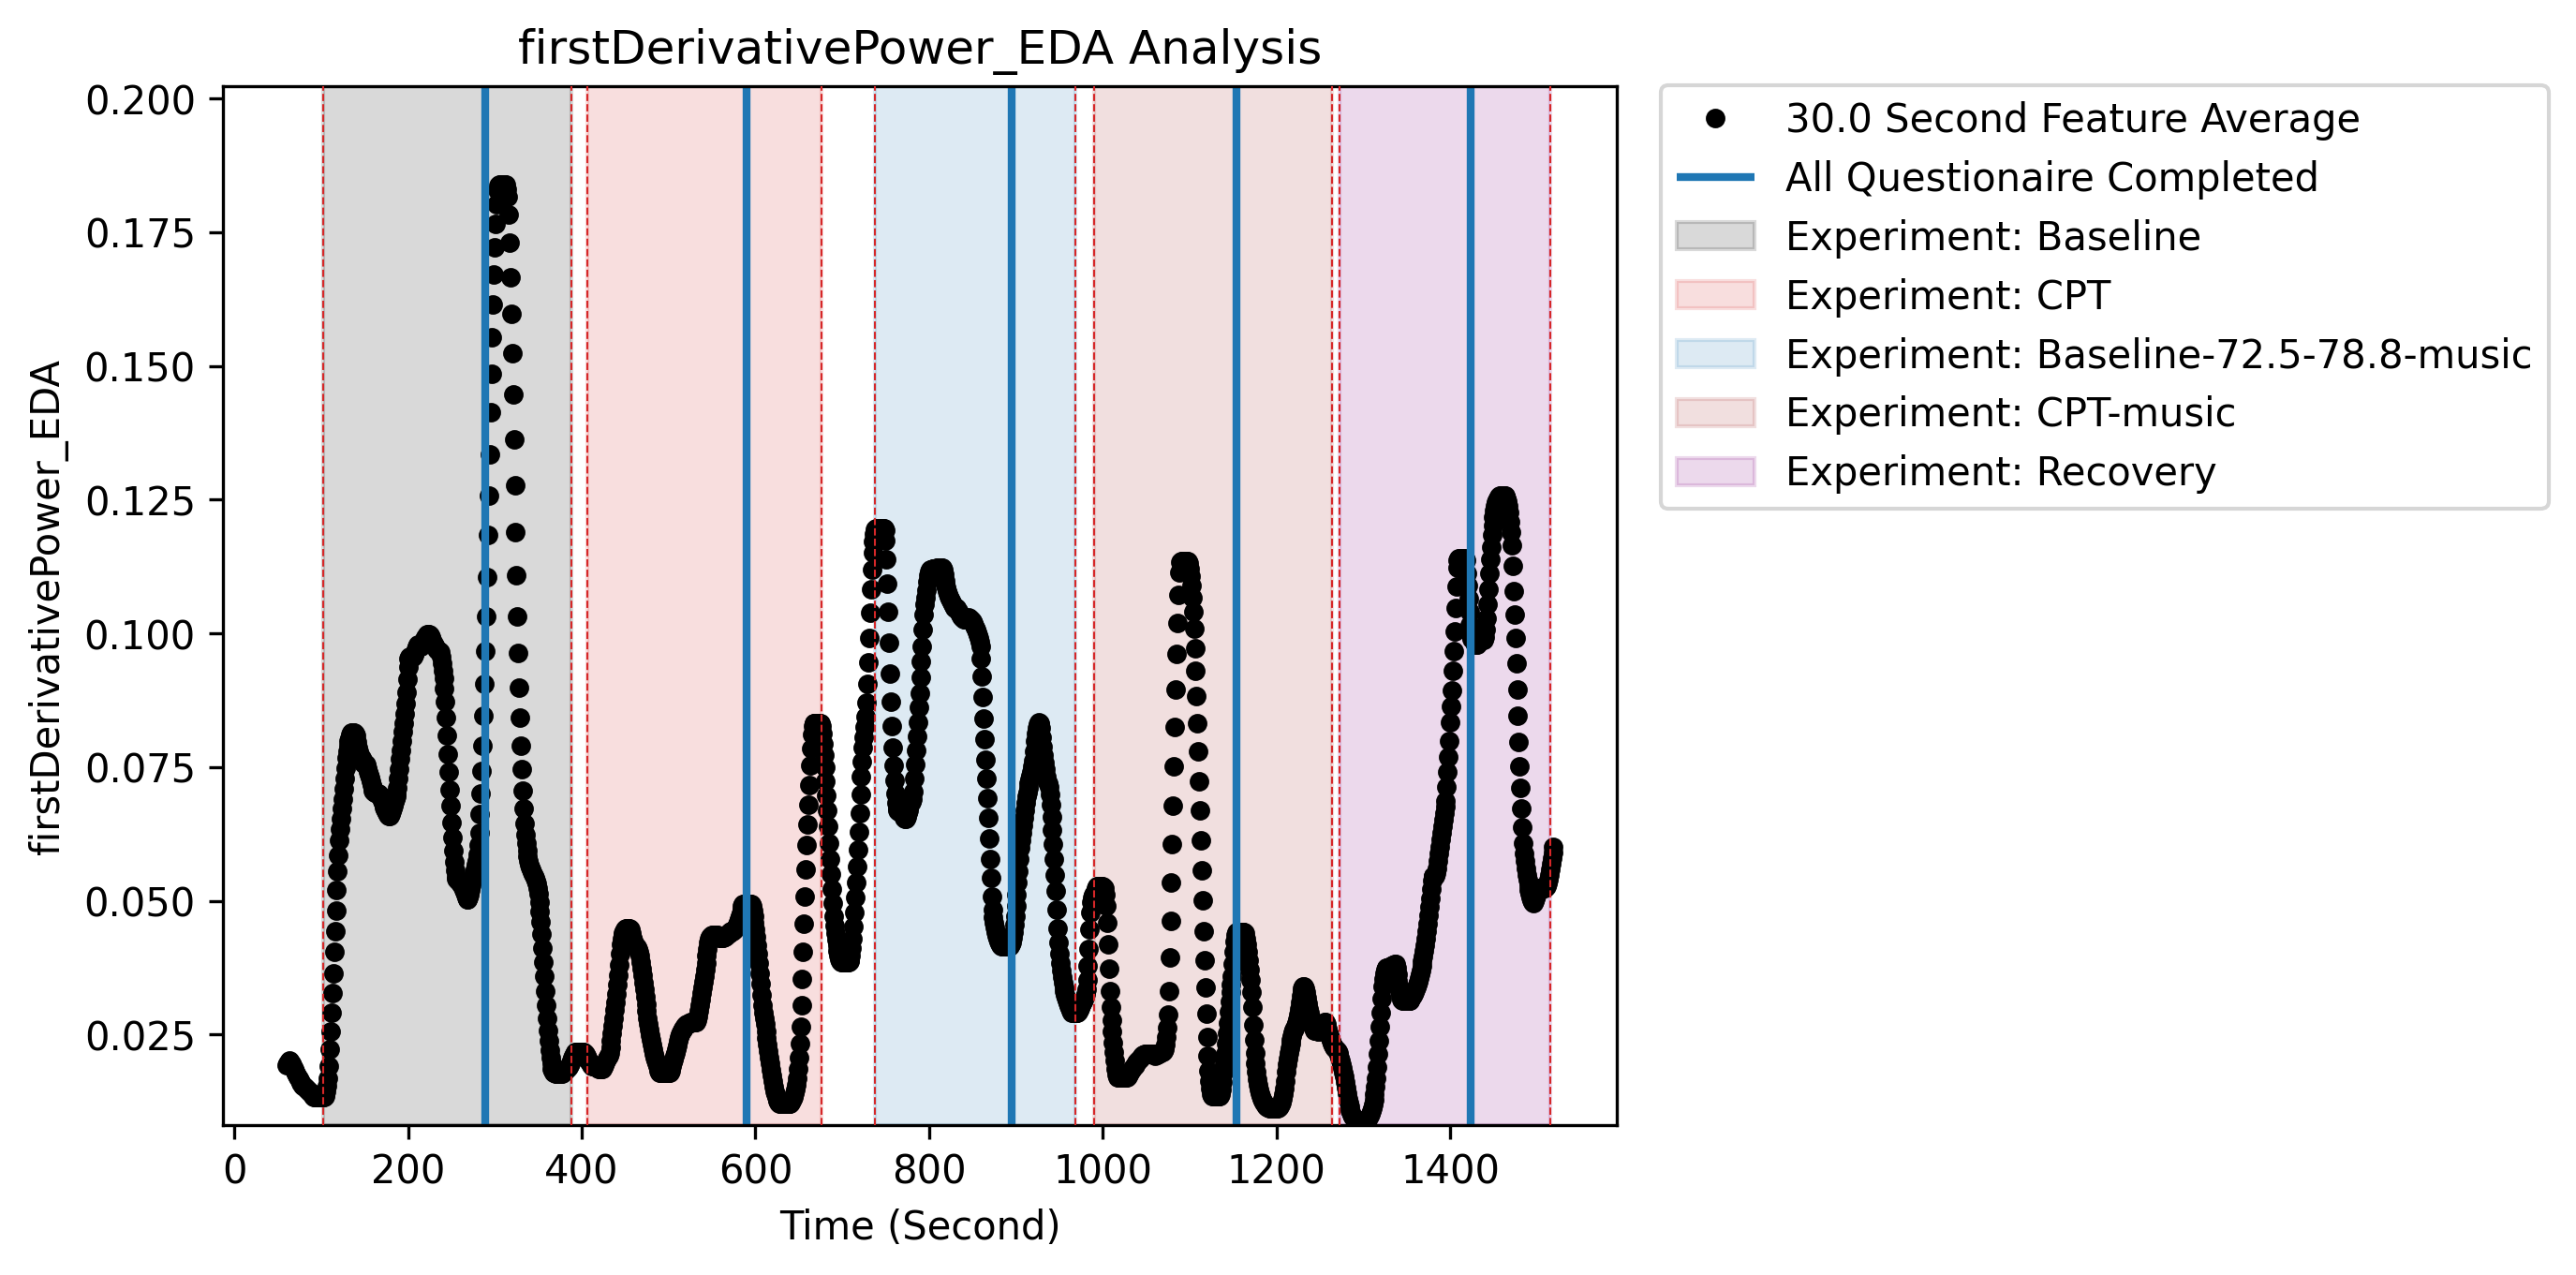 firstDerivativePower_EDA Analysis
0.200
0.175
0.150
0.125
0.100
0.075
0.050
0.025
firstDerivativePower_EDA
0 200 400 600 800 1000 1200 1400
Time (Second)
30.0 Second Feature Average
All Questionaire Completed
Experiment: Baseline
Experiment: CPT
Experiment: Baseline-72.5-78.8-music
Experiment: CPT-music
Experiment: Recovery